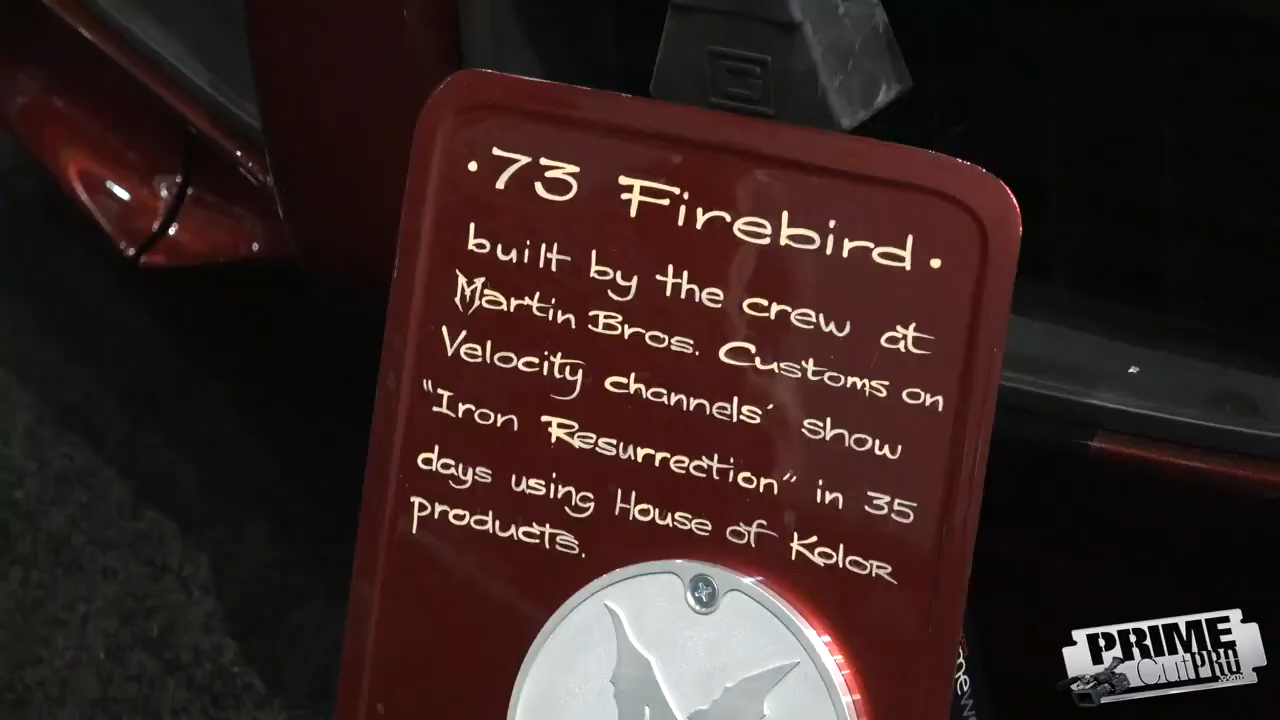 ·73 Firebird·
built by the crew at
Martin Bros. Customs on
Velocity channels' show
"Iron Resurrection" in 35
days using House of Kolor
products.
PRIME
CutPRO
.com